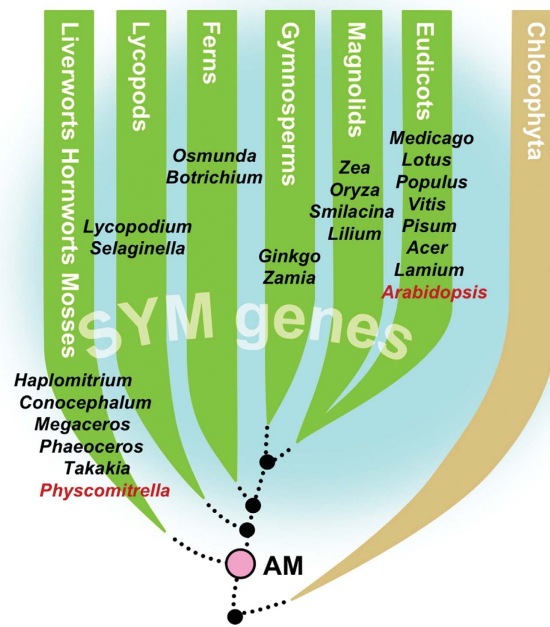 Liverworts Hornworts Mosses
Lycopods
Ferns
Gymnosperms
Magnolids
Eudicots
Chlorophyta
Osmunda
Botrichium
Lycopodium
Selaginella
Ginkgo
Zamia
Zea
Oryza
Smilacina
Lilium
Medicago
Lotus
Populus
Vitis
Pisum
Acer
Lamium
Arabidopsis
SYM genes
Haplomitrium
Conocephalum
Megaceros
Phaeoceros
Takakia
Physcomitrella
AM